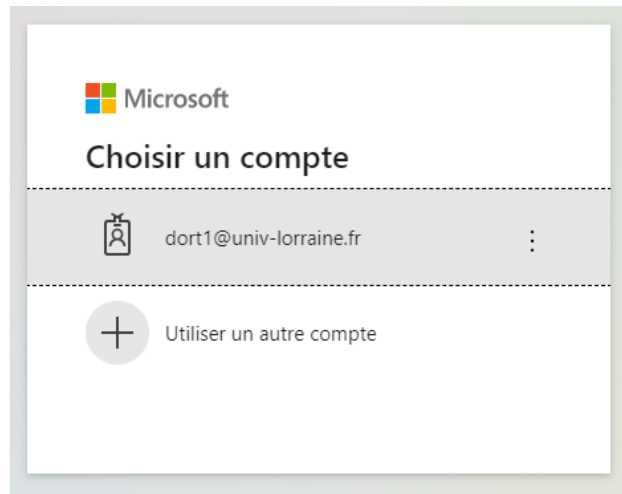 Microsoft
Choisir un compte
dort1@univ-lorraine.fr
Utiliser un autre compte